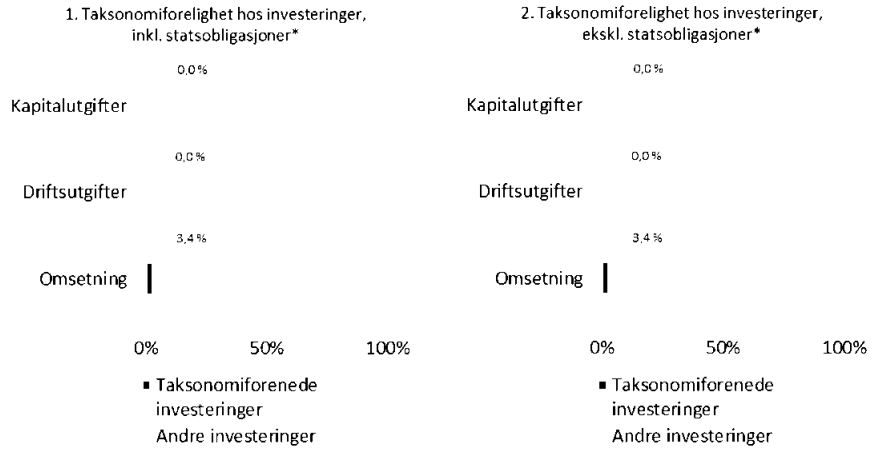 1. Taksonomiforelighet hos investeringer,
inkl. statsobligasjoner*
0,0%
Kapitalutgifter
0,0%
Driftsutgifter
3,4%
Omsetning
0% 50% 100%
Taksonomiforenede
investeringer
Andre investeringer
2. Taksonomiforelighet hos investeringer,
ekskl. statsobligasjoner*
0,0%
Kapitalutgifter
0,0%
Driftsutgifter
3,4%
Omsetning
0% 50% 100%
Taksonomiforenede
investeringer
Andre investeringer